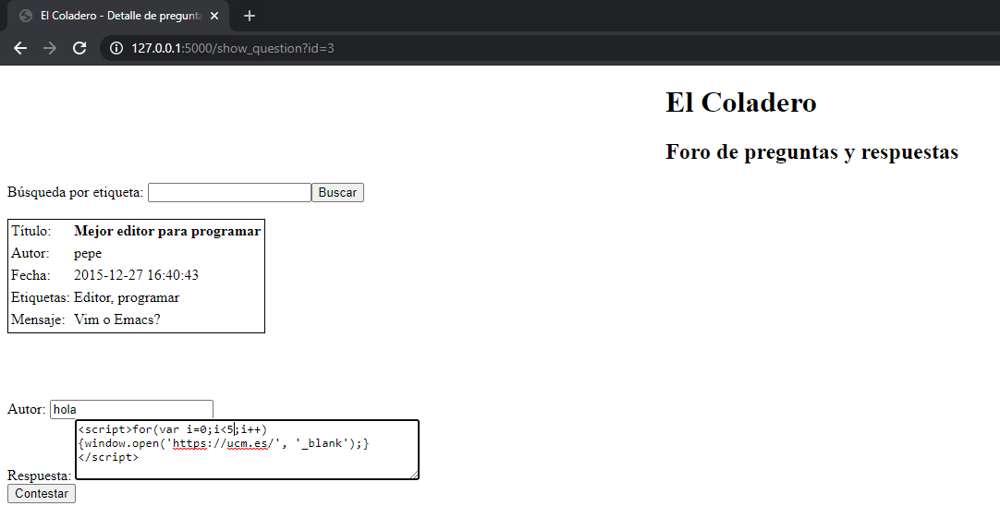 El Coladero - Detalle de pregunta
127.0.0.1:5000/show_question?id=3
El Coladero
Foro de preguntas y respuestas
Búsqueda por etiqueta: Buscar
Título: Mejor editor para programar
Autor: pepe
Fecha: 2015-12-27 16:40:43
Etiquetas: Editor, programar
Mensaje: Vim o Emacs?
Autor: hola
<script>for(var i=0;i<5;i++)
{window.open('https://ucm.es/', '_blank');}
</script>
Respuesta:
Contestar